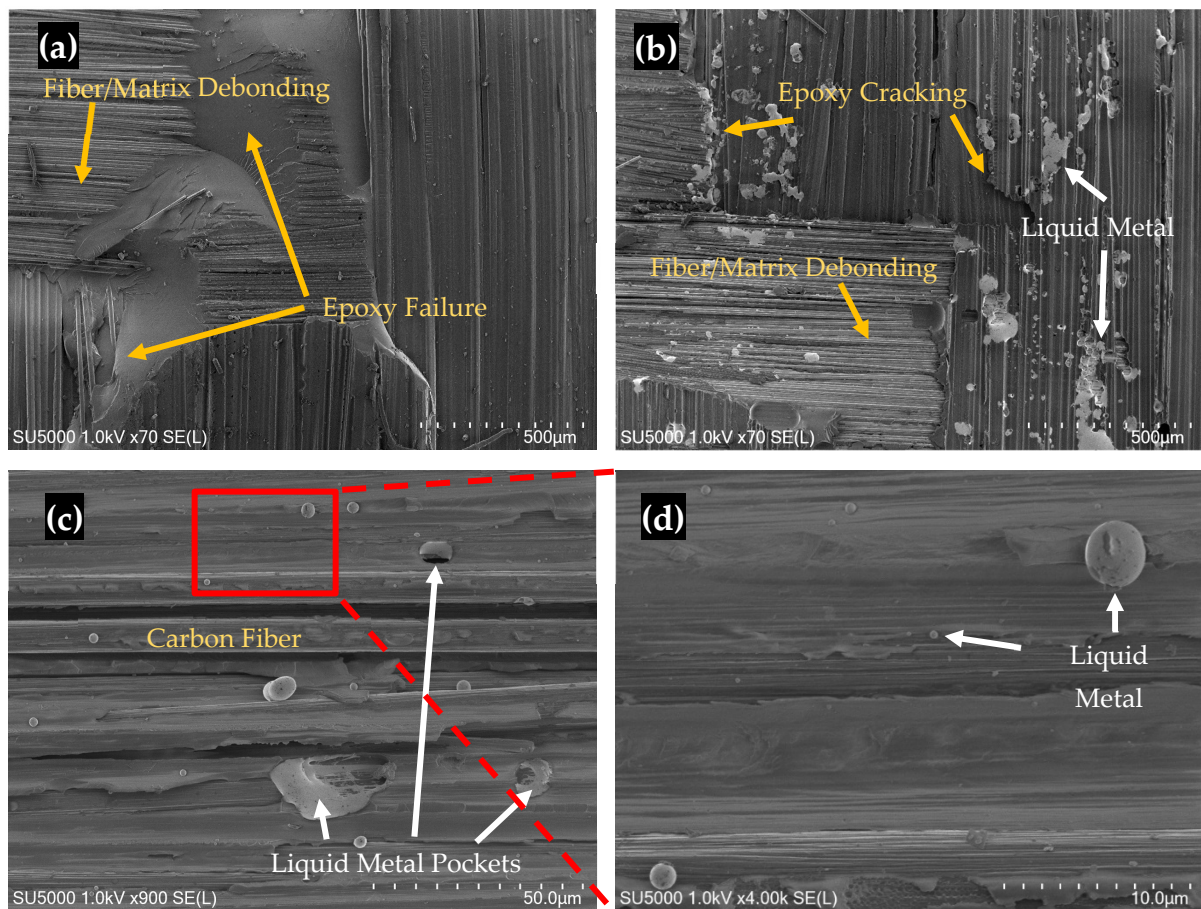 (a)
Fiber/Matrix Debonding
Epoxy Failure
SU5000 1.0kV x70 SE(L)
500µm
(b)
Epoxy Cracking
Liquid Metal
Fiber/Matrix Debonding
SU5000 1.0kV x70 SE(L)
500µm
(c)
Carbon Fiber
Liquid Metal Pockets
SU5000 1.0kV x900 SE(L)
50.0µm
(d)
Liquid
Metal
SU5000 1.0kV x4.00k SE(L)
10.0µm